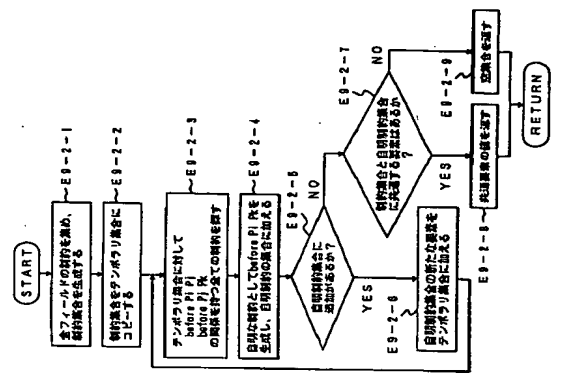 START
全フィールドの制約を集め、
制約集合を生成する
E9-2-1
制約集合をテンポラリ集合に
コピーする
E9-2-2
テンポラリ集合に対して
before Pi Pj
before Pj Pk
の関係を持つ全ての制約を探す
E9-2-3
自明な制約としてbefore Pi Pkを
生成し、自明制約の集合に加える
E9-2-4
自明制約集合に
追加があるか?
E9-2-5
NO
YES
自明制約集合の新たな要素を
テンポラリ集合に加える
E9-2-6
制約集合と自明制約集合
に共通する要素はあるか
?
E9-2-7
NO
YES
共通要素の値を返す
E9-2-8
空集合を返す
E9-2-9
RETURN